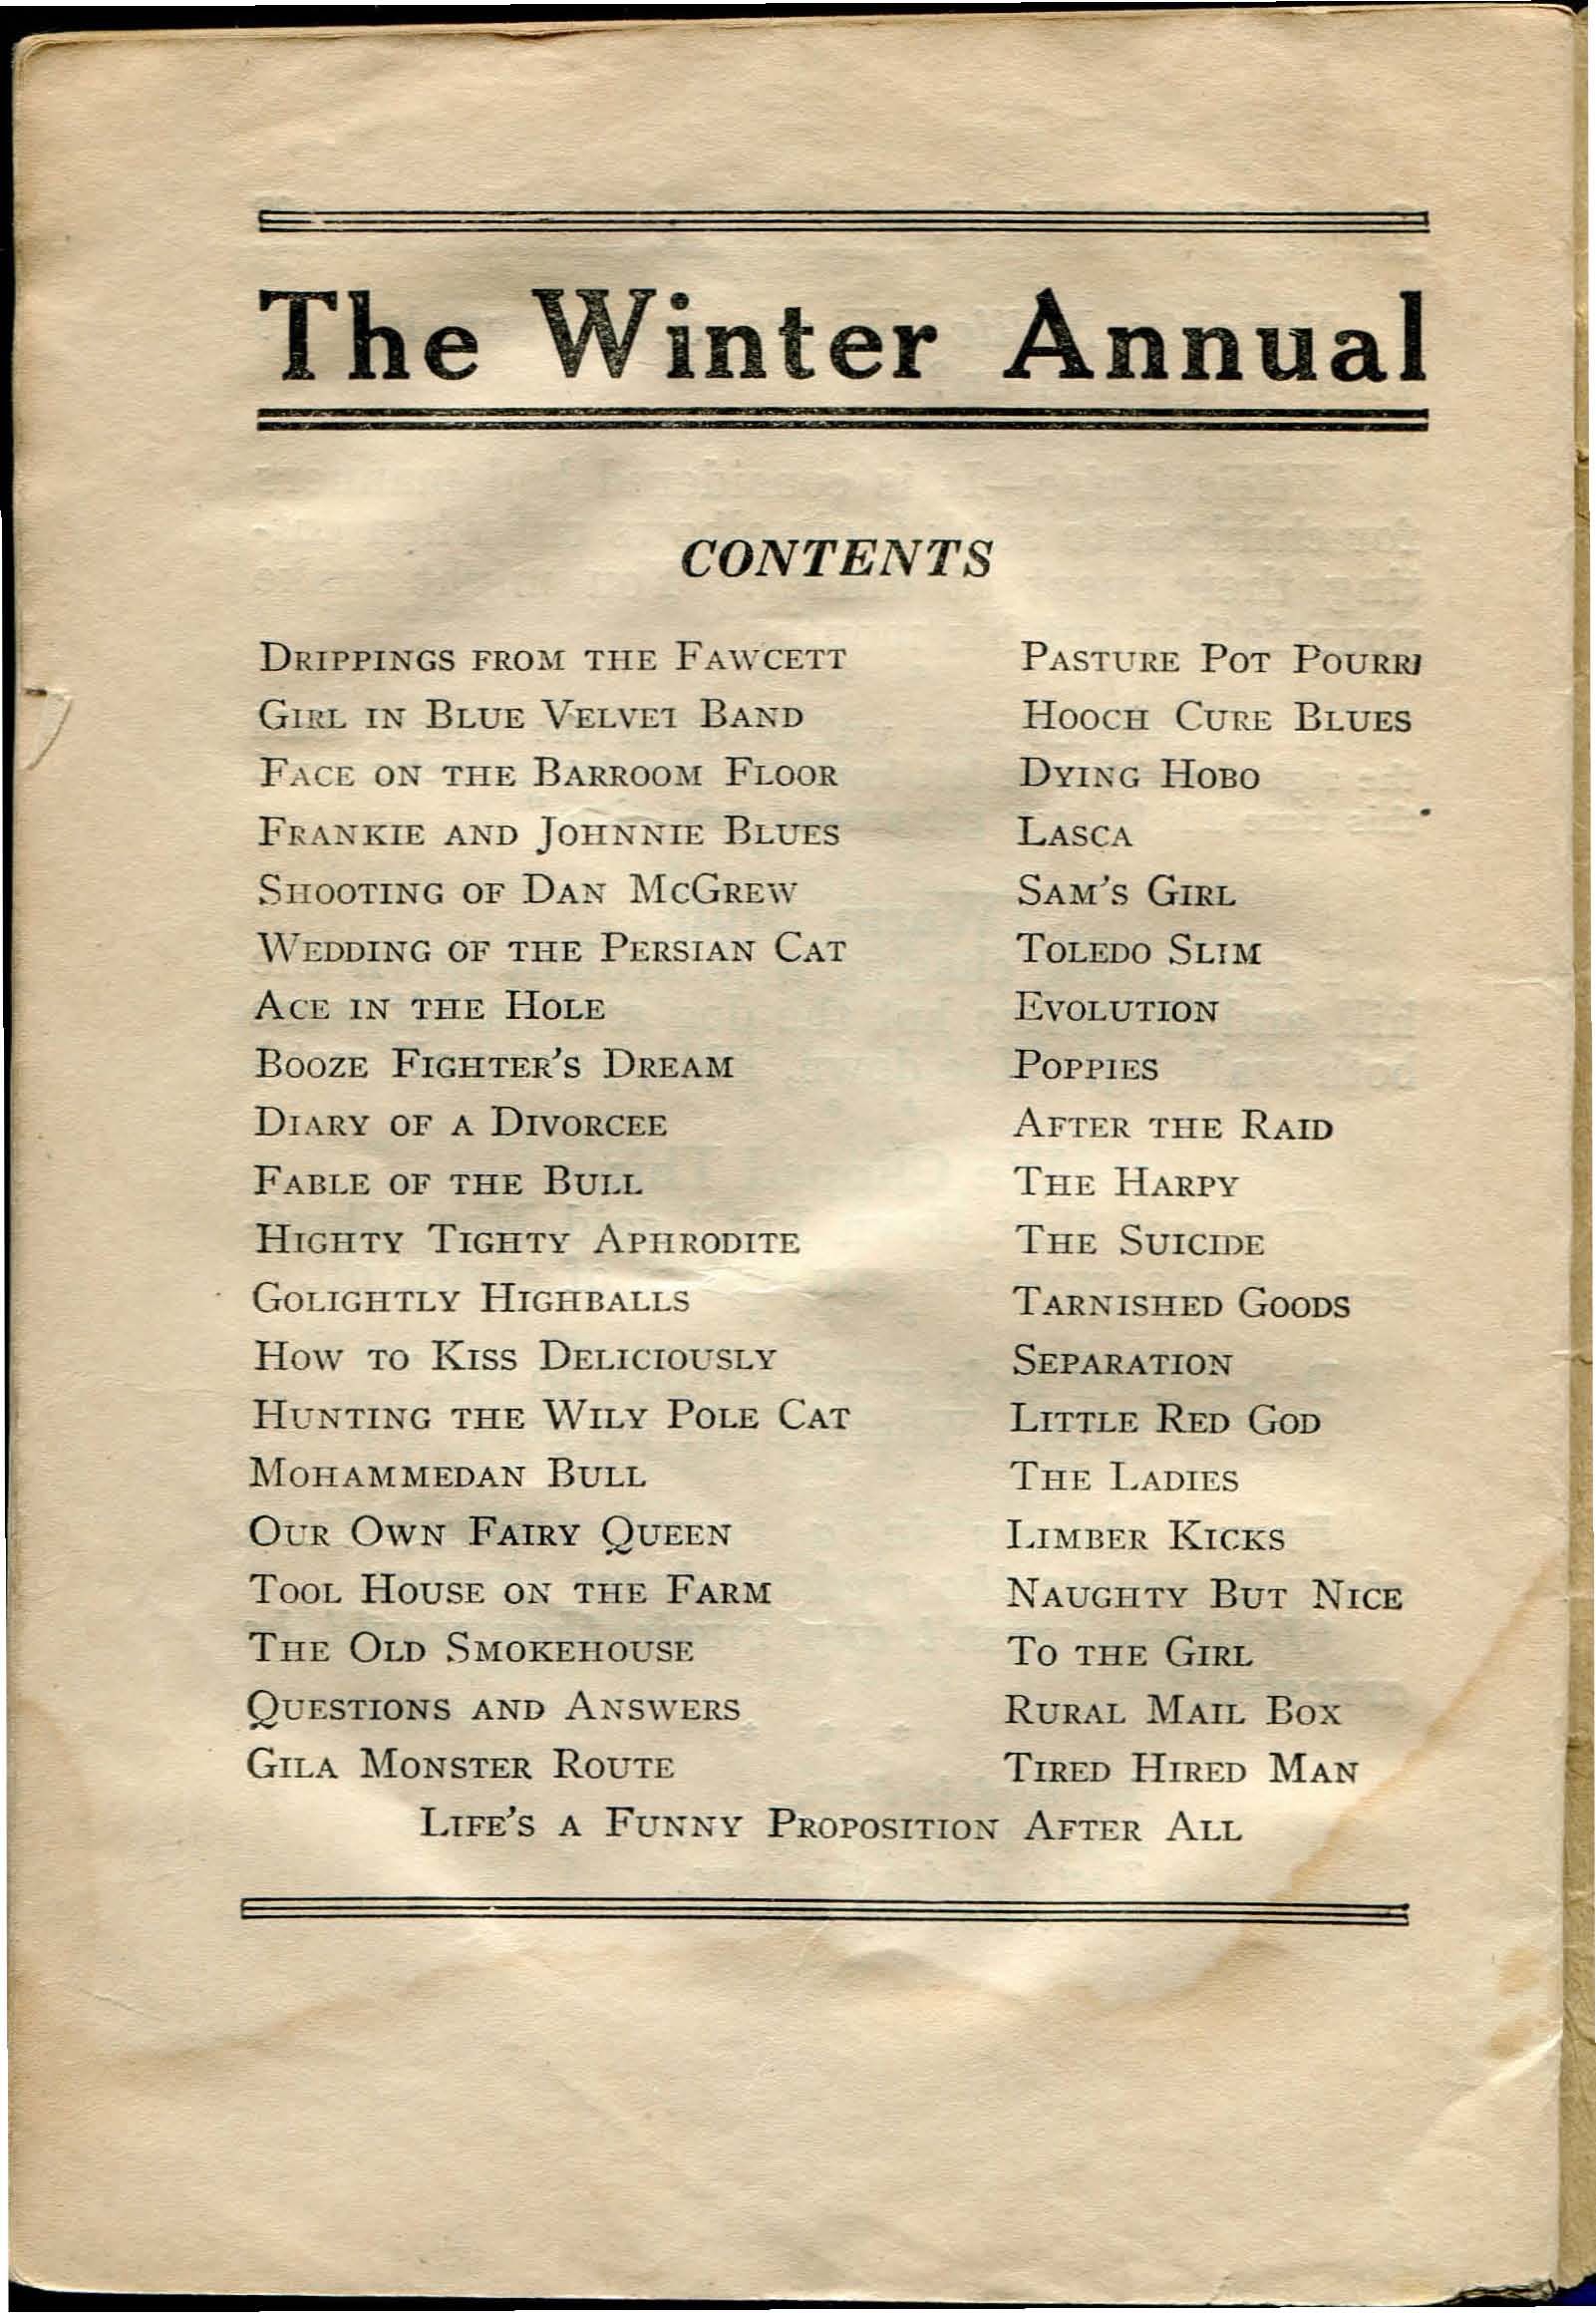 The Winter Annual
CONTENTS
DRIPPINGS FROM THE FAWCETT
GIRL IN BLUE VELVET BAND
FACE ON THE BARROOM FLOOR
FRANKIE AND JOHNNIE BLUES
SHOOTING OF DAN MCGREW
WEDDING OF THE PERSIAN CAT
ACE IN THE HOLE
BOOZE FIGHTER'S DREAM
DIARY OF A DIVORCEE
FABLE OF THE BULL
HIGHTY TIGHTY APHRODITE
GOLIGHTLY HIGHBALLS
HOW TO KISS DELICIOUSLY
HUNTING THE WILY POLE CAT
MOHAMMEDAN BULL
OUR OWN FAIRY QUEEN
TOOL HOUSE ON THE FARM
THE OLD SMOKEHOUSE
QUESTIONS AND ANSWERS
GILA MONSTER ROUTE
PASTURE POT POURRI
HOOCH CURE BLUES
DYING HOBO
LASCA
SAM'S GIRL
TOLEDO SLIM
EVOLUTION
POPPIES
AFTER THE RAID
THE HARPY
THE SUICIDE
TARNISHED GOODS
SEPARATION
LITTLE RED GOD
THE LADIES
LIMBER KICKS
NAUGHTY BUT NICE
TO THE GIRL
RURAL MAIL BOX
TIRED HIRED MAN
LIFE'S A FUNNY PROPOSITION AFTER ALL